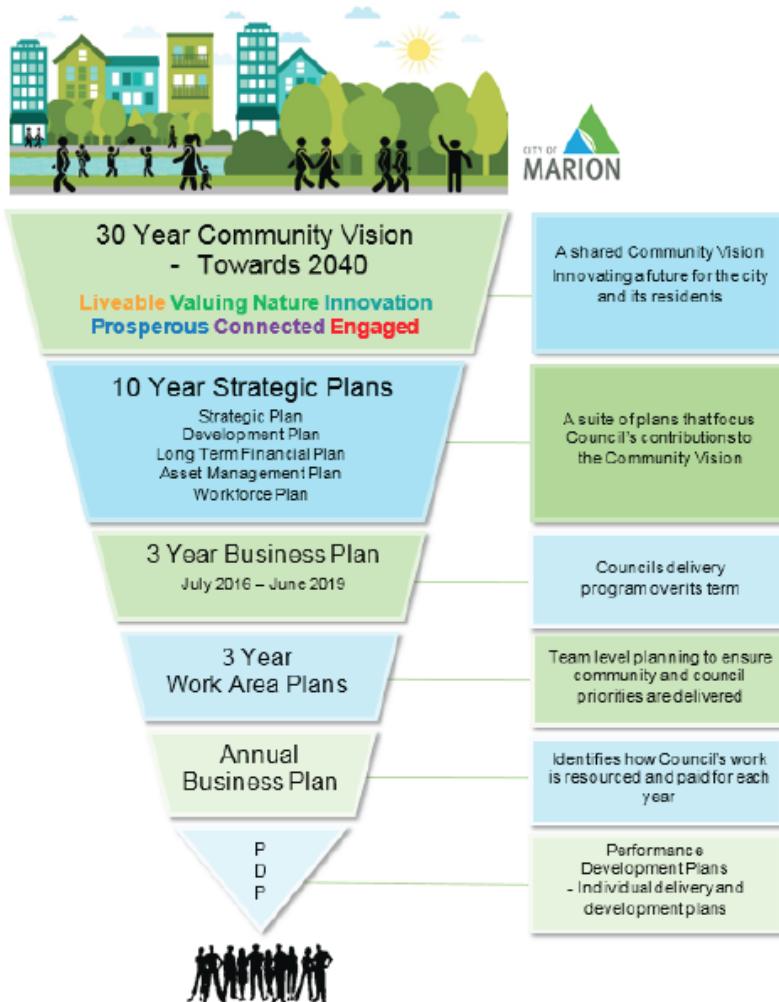 CITY OF
MARION
30 Year Community Vision
- Towards 2040
Liveable Valuing Nature Innovation
Prosperous Connected Engaged
A shared Community Vision
Innovating a future for the city
and its residents
10 Year Strategic Plans
Strategic Plan
Development Plan
Long Term Financial Plan
Asset Management Plan
Workforce Plan
A suite of plans that focus
Council's contributions to
the Community Vision
3 Year Business Plan
July 2016 – June 2019
Councils delivery
program over its term
3 Year
Work Area Plans
Team level planning to ensure
community and council
priorities are delivered
Annual
Business Plan
Identifies how Council's work
is resourced and paid for each
year
P
D
P
Performance
Development Plans
- Individual delivery and
development plans